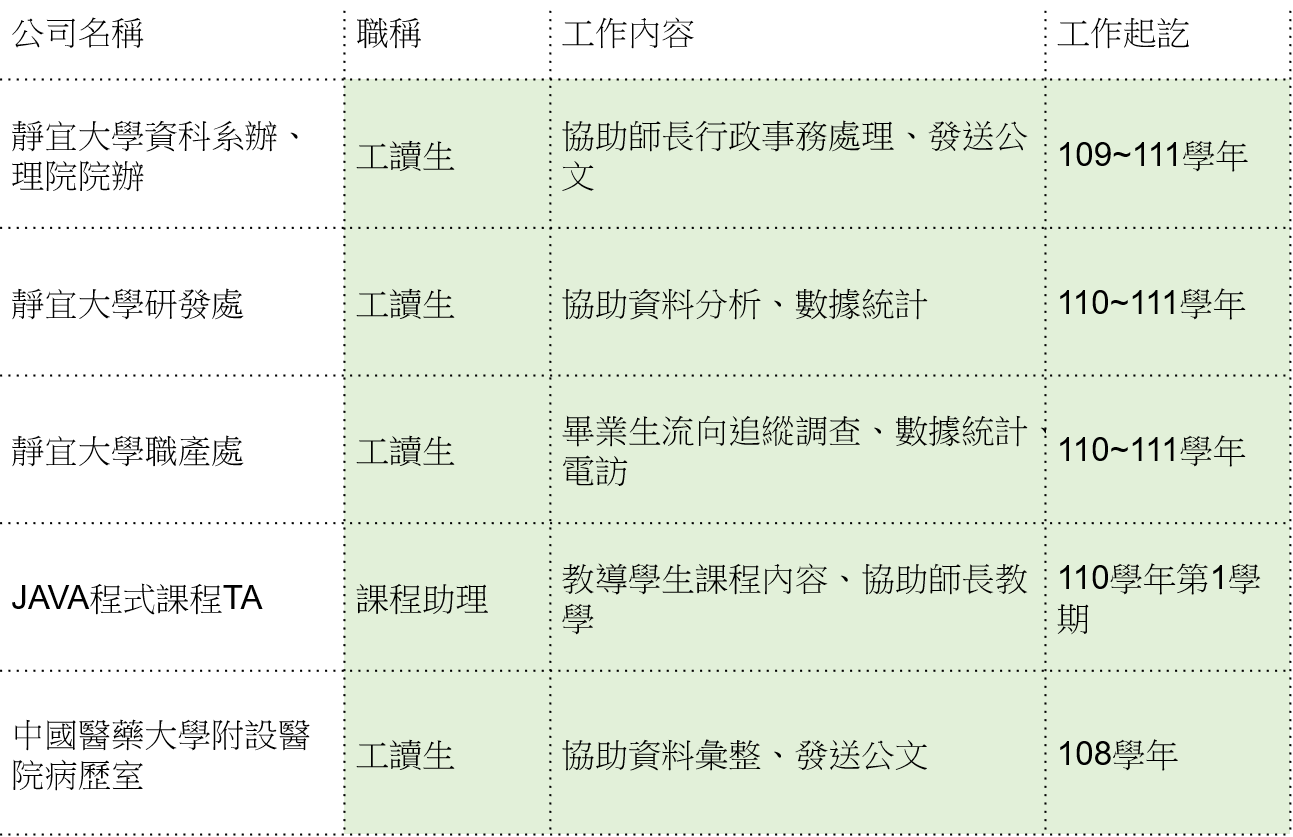 公司名稱
職稱
工作內容
工作起訖
靜宜大學資科系辦、
理院院辦
工讀生
協助師長行政事務處理、發送公
文
109~111學年
靜宜大學研發處
工讀生
協助資料分析、數據統計
110~111學年
靜宜大學職產處
工讀生
畢業生流向追縱調查、數據統計、
電訪
110~111學年
JAVA程式課程TA
課程助理
教導學生課程內容、協助師長教
學
110學年第1學
期
中國醫藥大學附設醫
院病歷室
工讀生
協助資料彙整、發送公文
108學年